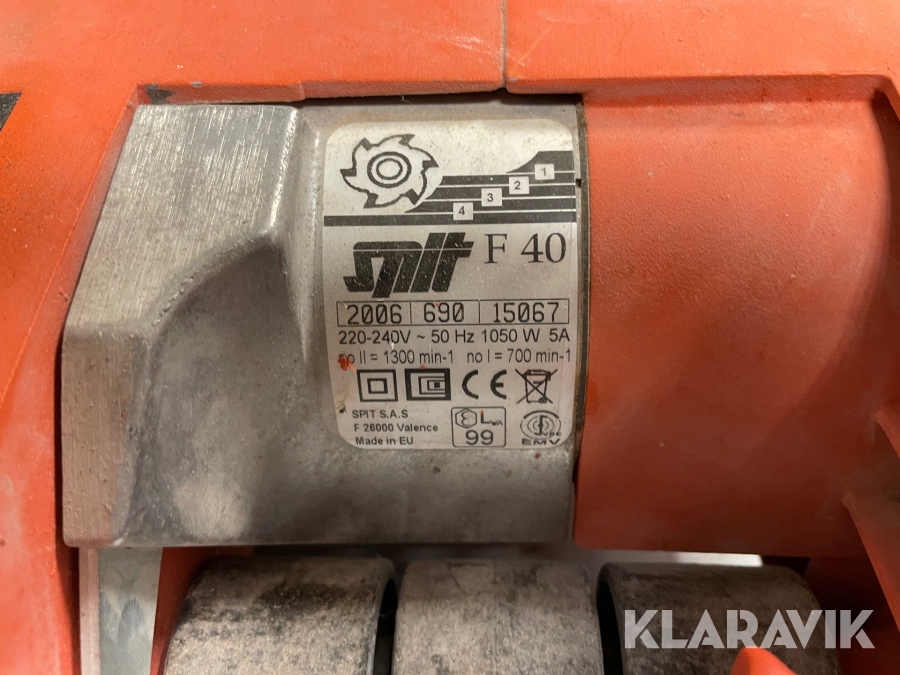 1
2
3
4
SPIT F 40
2006 690 15067
220-240V ~ 50 Hz 1050 W 5A
no II = 1300 min-1 no I = 700 min-1
CE
SPIT S.A.S
F 26000 Valence
Made in EU
LWA
99
EMV
KLARAVIK